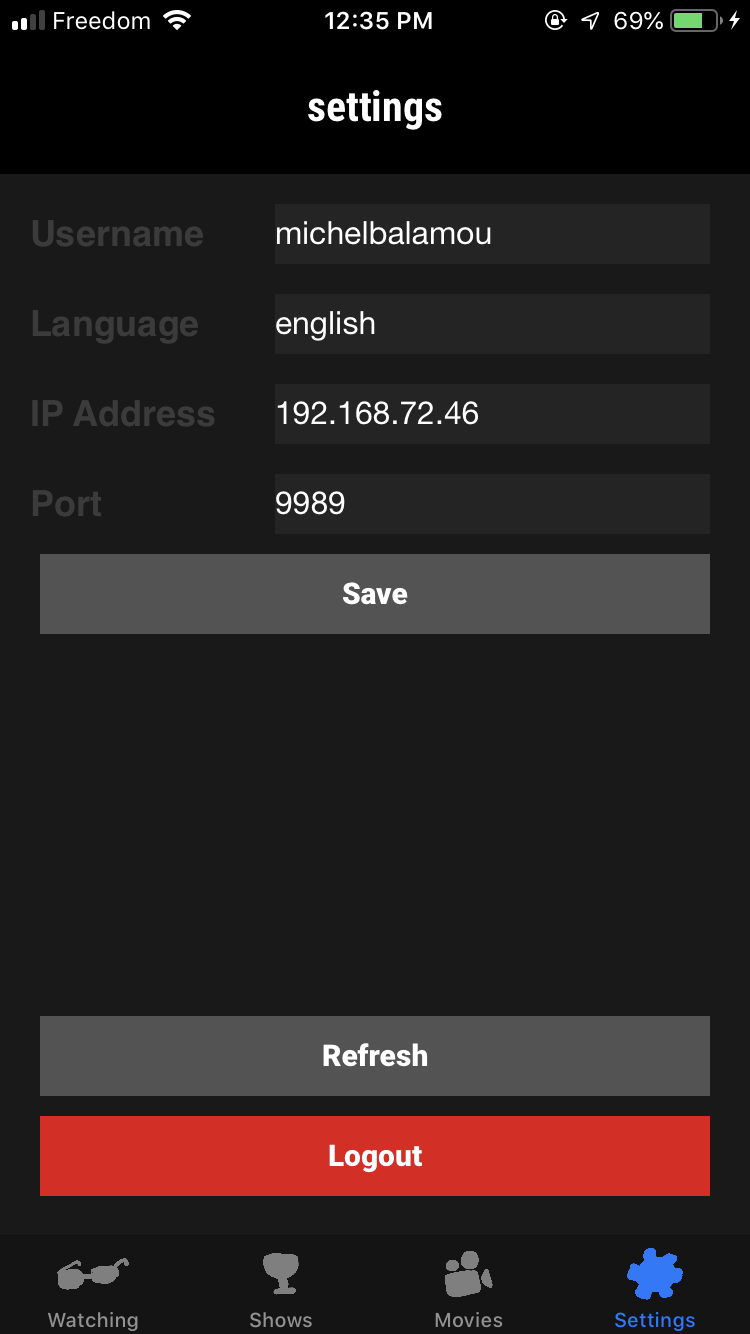 Freedom 12:35 PM 69%
settings
Username michelbalamou
Language english
IP Address 192.168.72.46
Port 9989
Save
Refresh
Logout
Watching Shows Movies Settings